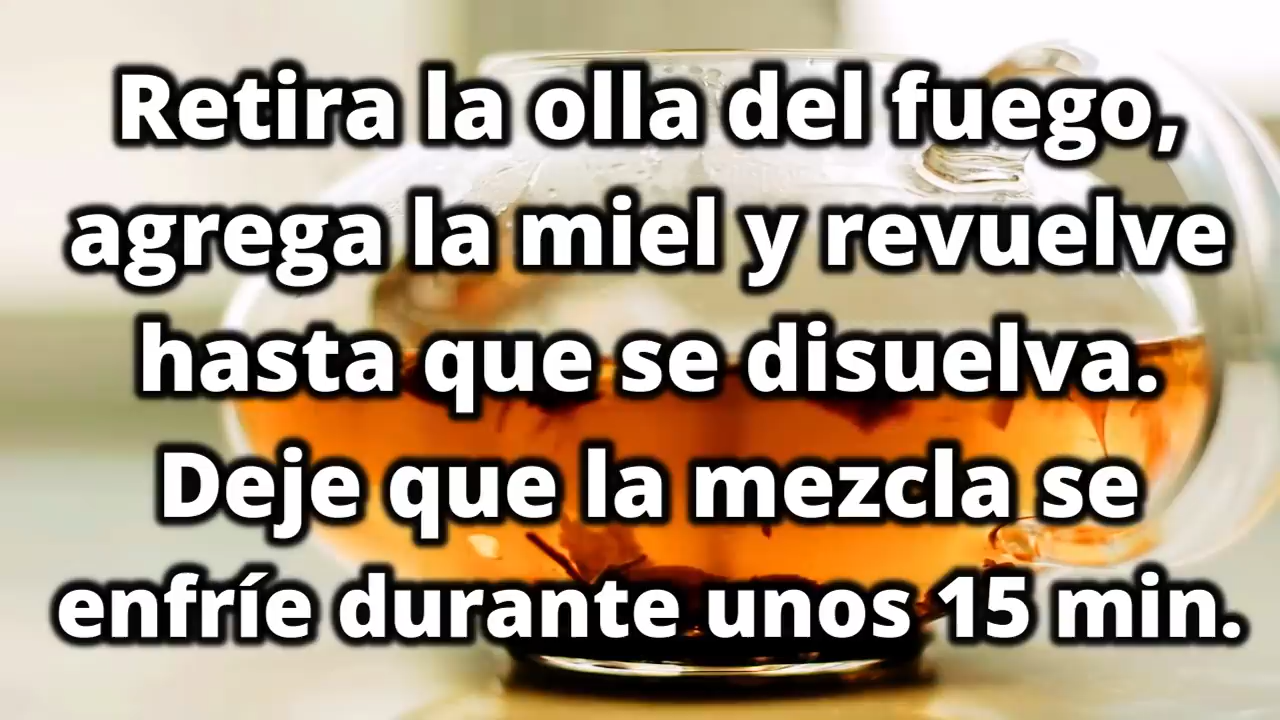 Retira la olla del fuego,
agrega la miel y revuelve
hasta que se disuelva.
Deje que la mezcla se
enfríe durante unos 15 min.